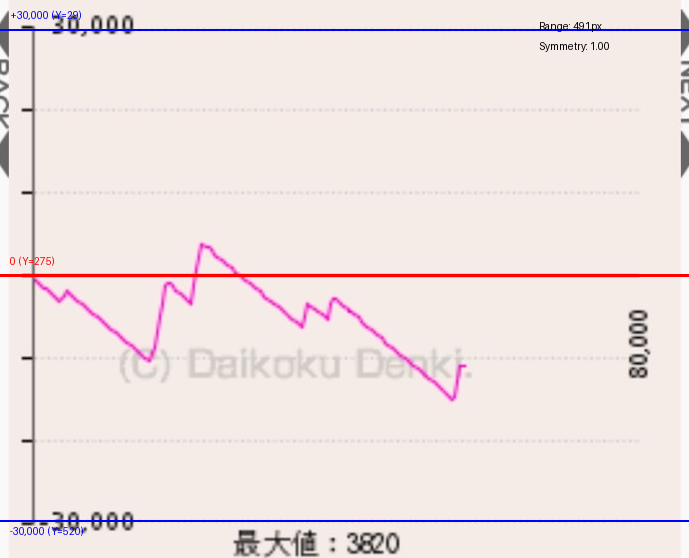 +30,000 (Y=29)
30,000
Range: 491px
Symmetry: 1.00
BACK
NEXT
0 (Y=275)
80,000
(C) Daikoku Denki.
-30,000
-30,000 (Y=520)
最大値：3820